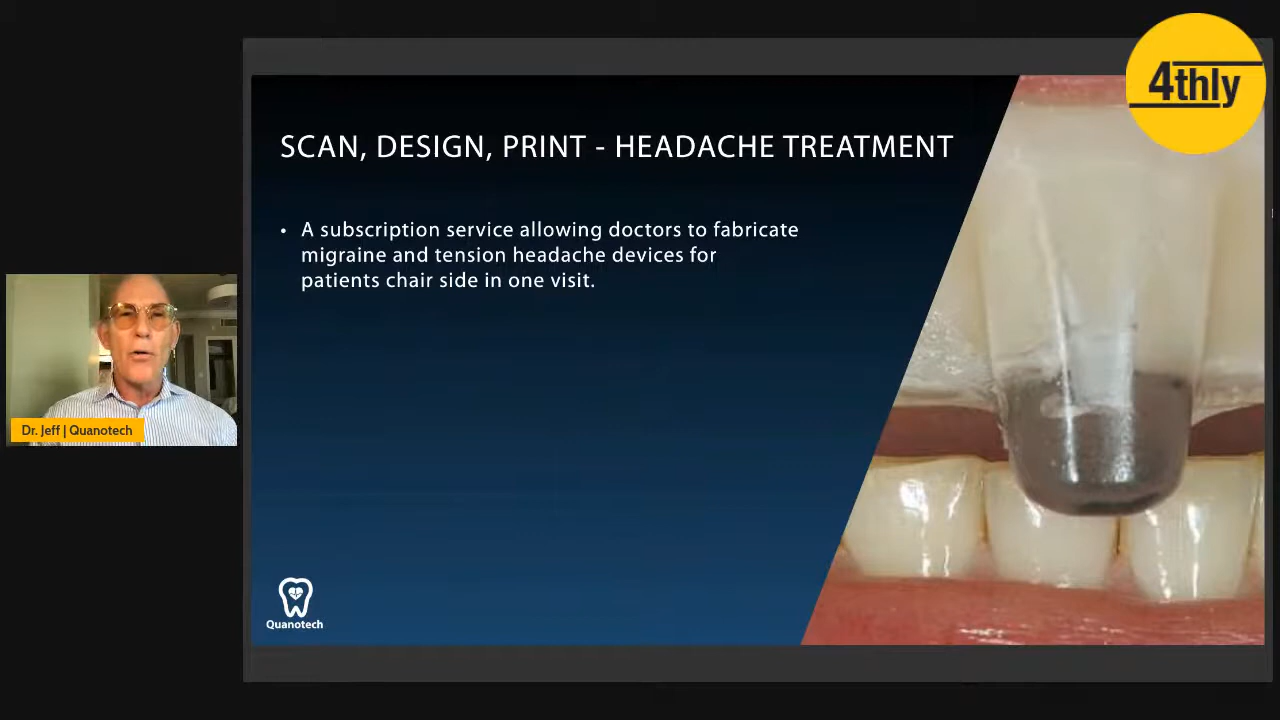 4thly
SCAN, DESIGN, PRINT - HEADACHE TREATMENT
• A subscription service allowing doctors to fabricate
migraine and tension headache devices for
patients chair side in one visit.
Dr. Jeff | Quanotech
Quanotech